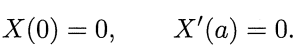 X(0) = 0, X′(a) = 0.